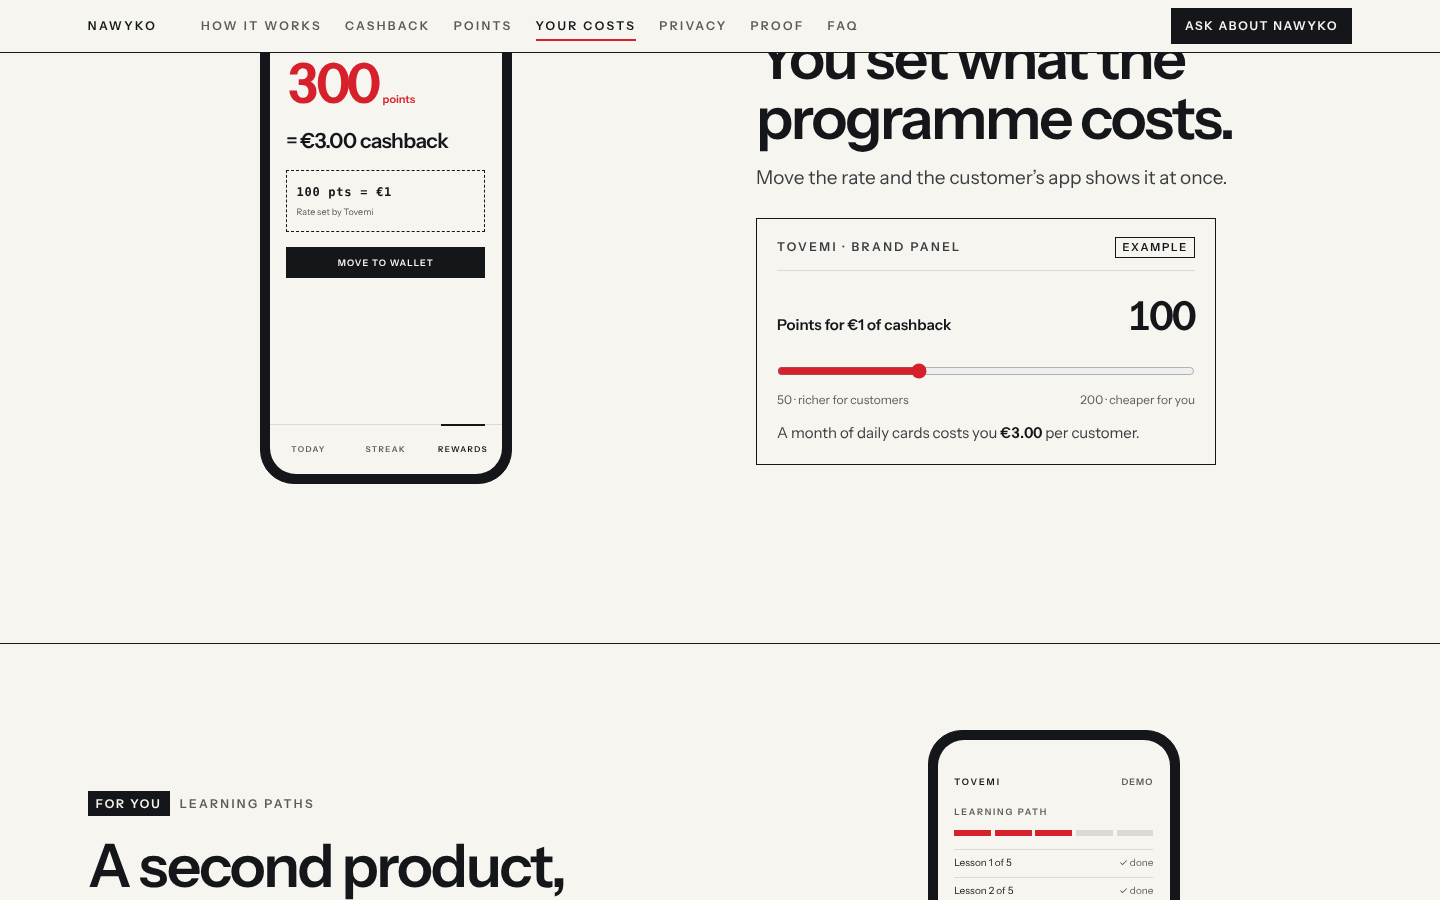 NAWYKO
HOW IT WORKS
CASHBACK
POINTS
YOUR COSTS
PRIVACY
PROOF
FAQ
ASK ABOUT NAWYKO
300 points
= €3.00 cashback
100 pts = €1
Rate set by Tovemi
MOVE TO WALLET
TODAY
STREAK
REWARDS
You set what the
programme costs.
Move the rate and the customer’s app shows it at once.
TOVEMI · BRAND PANEL
EXAMPLE
Points for €1 of cashback
100
50 · richer for customers
200 · cheaper for you
A month of daily cards costs you €3.00 per customer.
FOR YOU
LEARNING PATHS
A second product,
TOVEMI
DEMO
LEARNING PATH
Lesson 1 of 5
✓ done
Lesson 2 of 5
✓ done